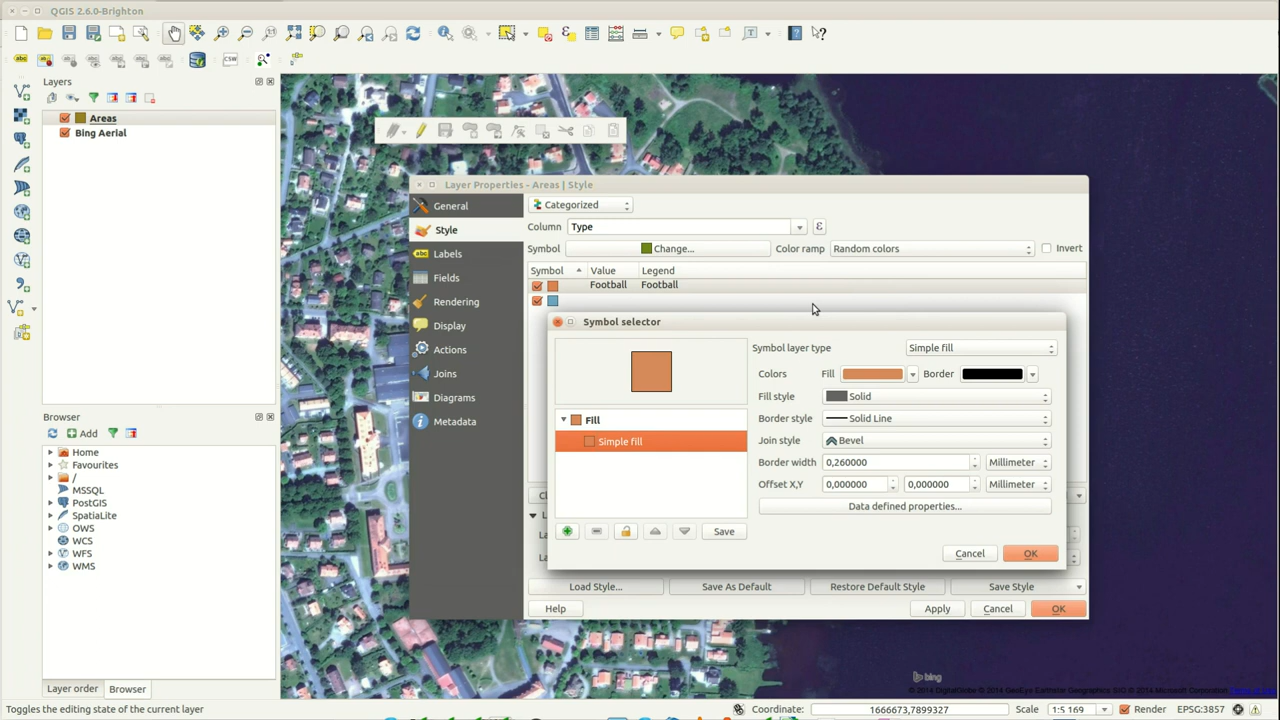 QGIS 2.6.0-Brighton
CSW
Layers
Areas
Bing Aerial
Layer Properties - Areas | Style
General
Style
Labels
Fields
Rendering
Display
Actions
Joins
Diagrams
Metadata
Categorized
Column Type
Symbol Change... Color ramp Random colors Invert
Symbol Value Legend
Football Football
Symbol selector
Symbol layer type Simple fill
Colors Fill Border
Fill style Solid
Border style Solid Line
Join style Bevel
Border width 0,260000 Millimeter
Offset X,Y 0,000000 0,000000 Millimeter
Data defined properties...
Fill
Simple fill
Save
Cancel OK
Load Style... Save As Default Restore Default Style Save Style
Help Apply Cancel OK
Browser
Add
Home
Favourites
/
MSSQL
PostGIS
SpatiaLite
OWS
WCS
WFS
WMS
Layer order Browser
bing
Toggles the editing state of the current layer
Coordinate: 1666673,7899327 Scale 1:5 169 Render EPSG:3857